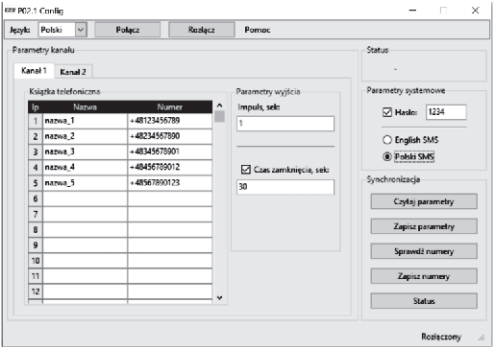 P02.1 Config
Język: Polski Połącz Rozłącz Pomoc
Parametry kanału
Status
Kanał 1 Kanał 2
-
Książka telefoniczna
Parametry wyjścia
Parametry systemowe
lp Nazwa Numer
Impuls, sek:
Hasło: 1234
1 nazwa_1 +48123456789
1
2 nazwa_2 +48234567890
English SMS
3 nazwa_3 +48345678901
Polski SMS
4 nazwa_4 +48456789012
Czas zamknięcia, sek:
5 nazwa_5 +48567890123
30
Synchronizacja
6
Czytaj parametry
7
8
Zapisz parametry
9
Sprawdź numery
10
11
Zapisz numery
12
Status
Rozłączony